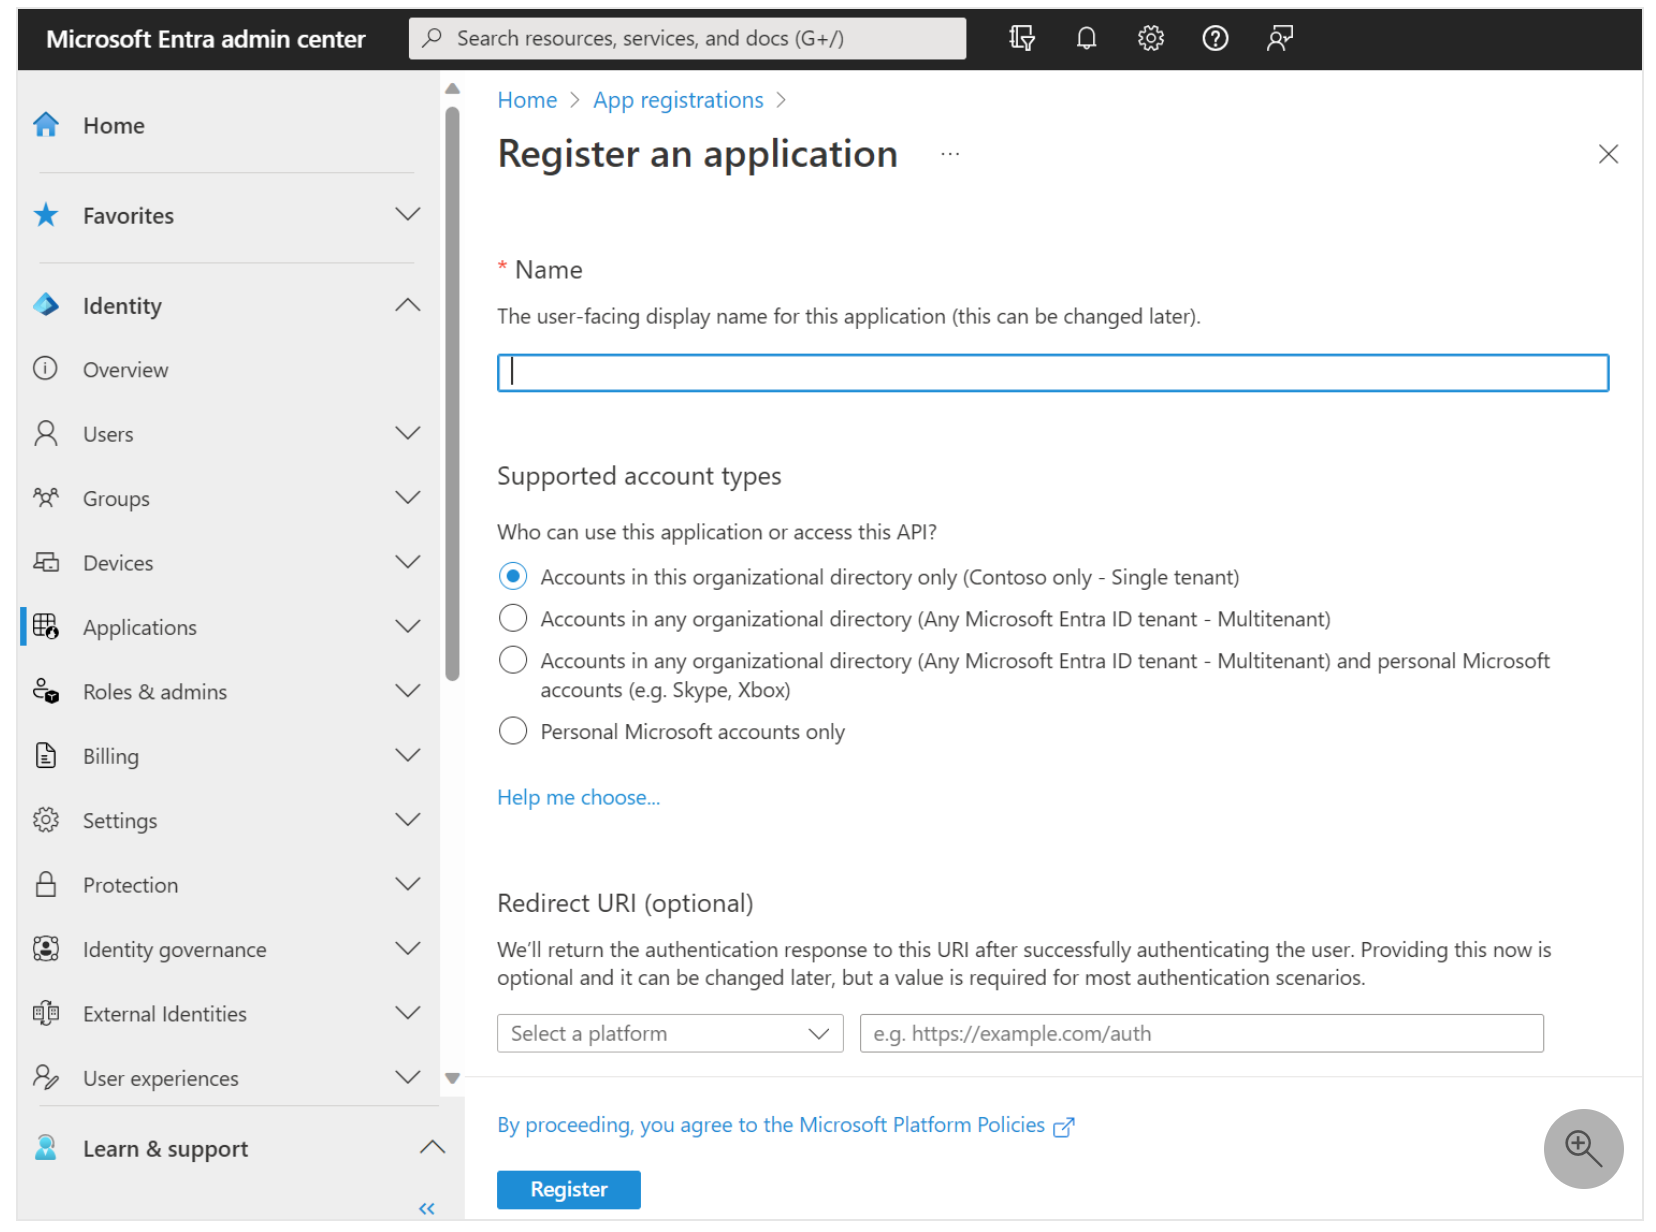 Microsoft Entra admin center
Search resources, services, and docs (G+/)
Home
Favorites
Identity
Overview
Users
Groups
Devices
Applications
Roles & admins
Billing
Settings
Protection
Identity governance
External Identities
User experiences
Learn & support
Home > App registrations >
Register an application ...
* Name
The user-facing display name for this application (this can be changed later).
Supported account types
Who can use this application or access this API?
Accounts in this organizational directory only (Contoso only - Single tenant)
Accounts in any organizational directory (Any Microsoft Entra ID tenant - Multitenant)
Accounts in any organizational directory (Any Microsoft Entra ID tenant - Multitenant) and personal Microsoft
accounts (e.g. Skype, Xbox)
Personal Microsoft accounts only
Help me choose...
Redirect URI (optional)
We'll return the authentication response to this URI after successfully authenticating the user. Providing this now is
optional and it can be changed later, but a value is required for most authentication scenarios.
Select a platform
e.g. https://example.com/auth
By proceeding, you agree to the Microsoft Platform Policies
Register